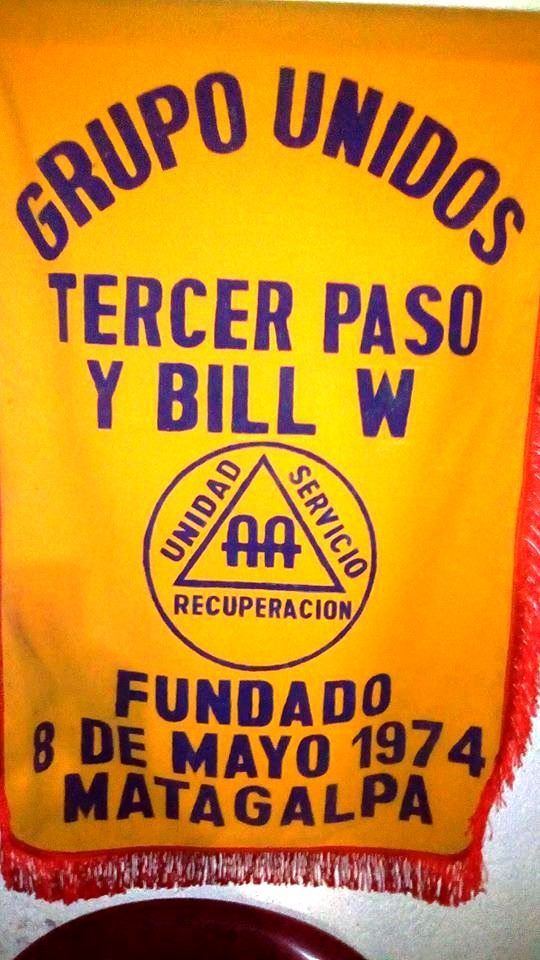 GRUPO UNIDOS
TERCER PASO
Y BILL W
UNIDAD
SERVICIO
AA
RECUPERACION
FUNDADO
8 DE MAYO 1974
MATAGALPA